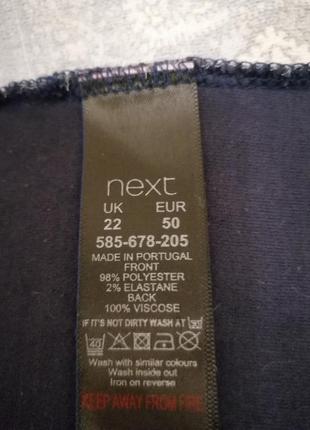 next
UK EUR
22 50
585-678-205
MADE IN PORTUGAL
FRONT
98% POLYESTER
2% ELASTANE
BACK
100% VISCOSE
IF IT'S NOT DIRTY WASH AT 30
40
Wash with similar colours
Wash inside out
Iron on reverse
KEEP AWAY FROM FIRE